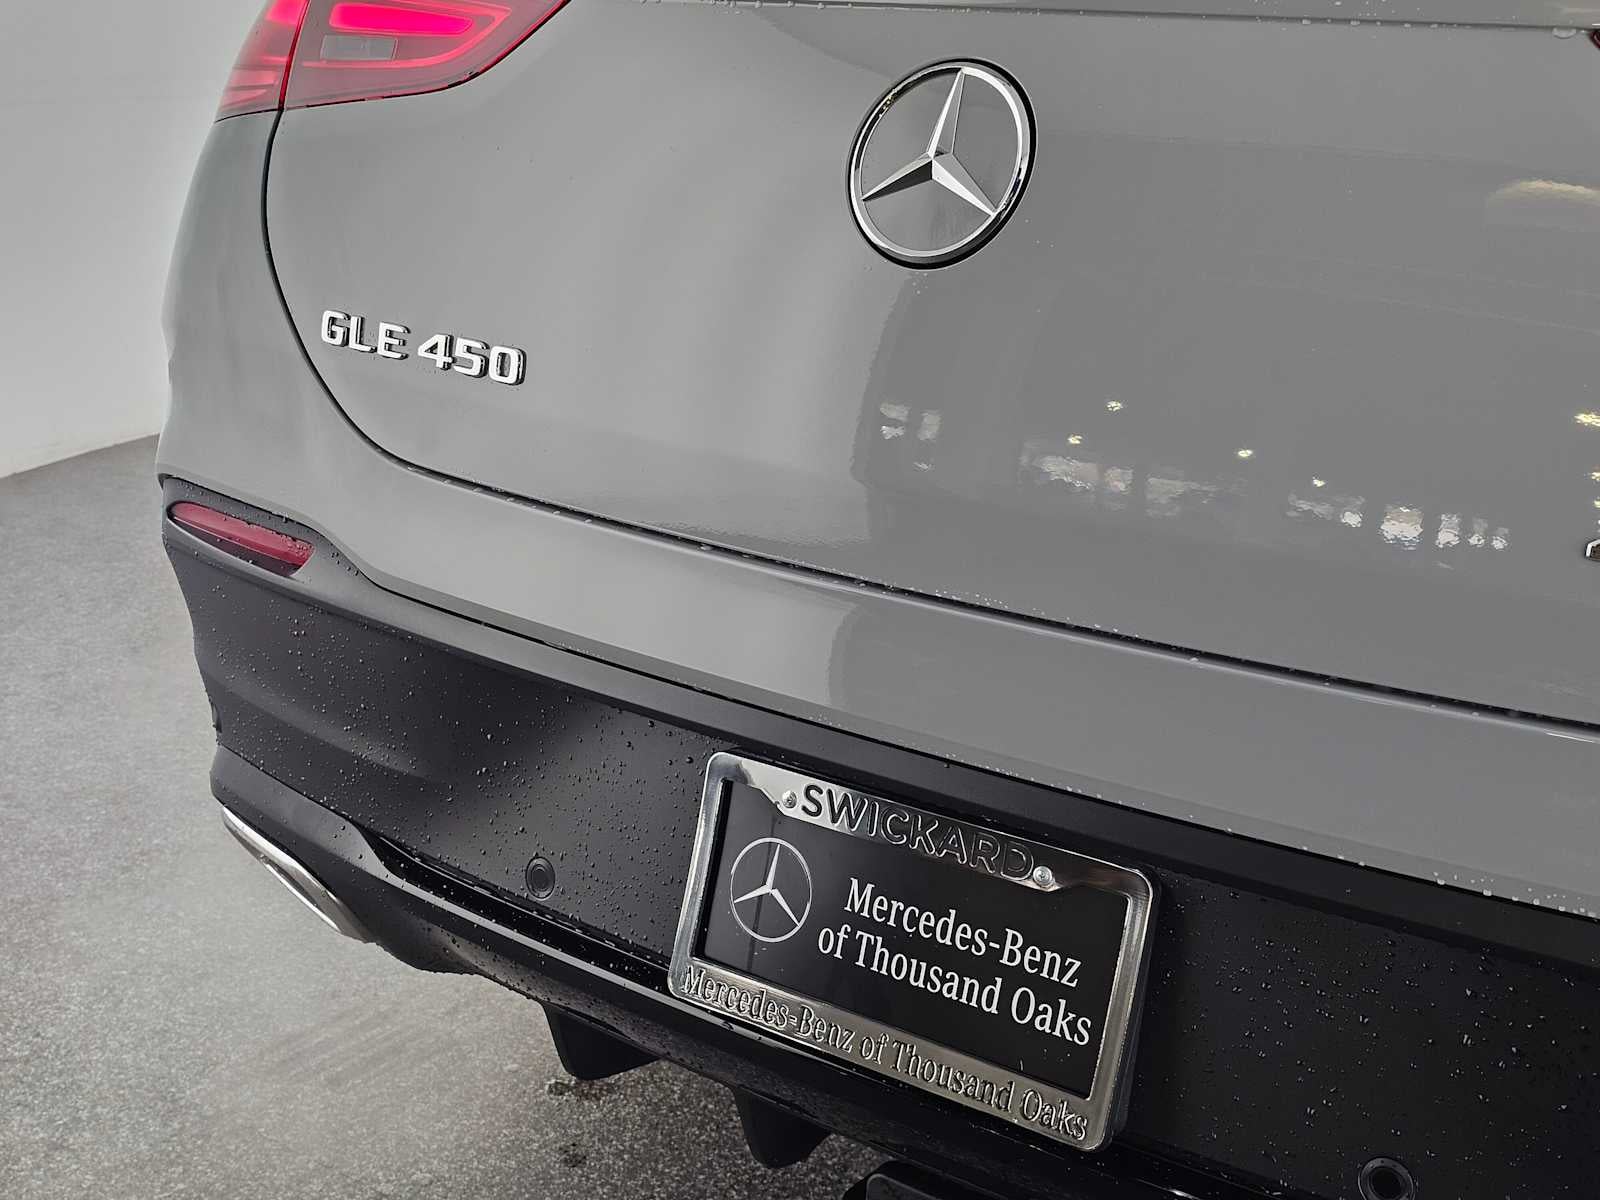 GLE 450
SWICKARD
Mercedes-Benz
of Thousand Oaks
Mercedes-Benz of Thousand Oaks